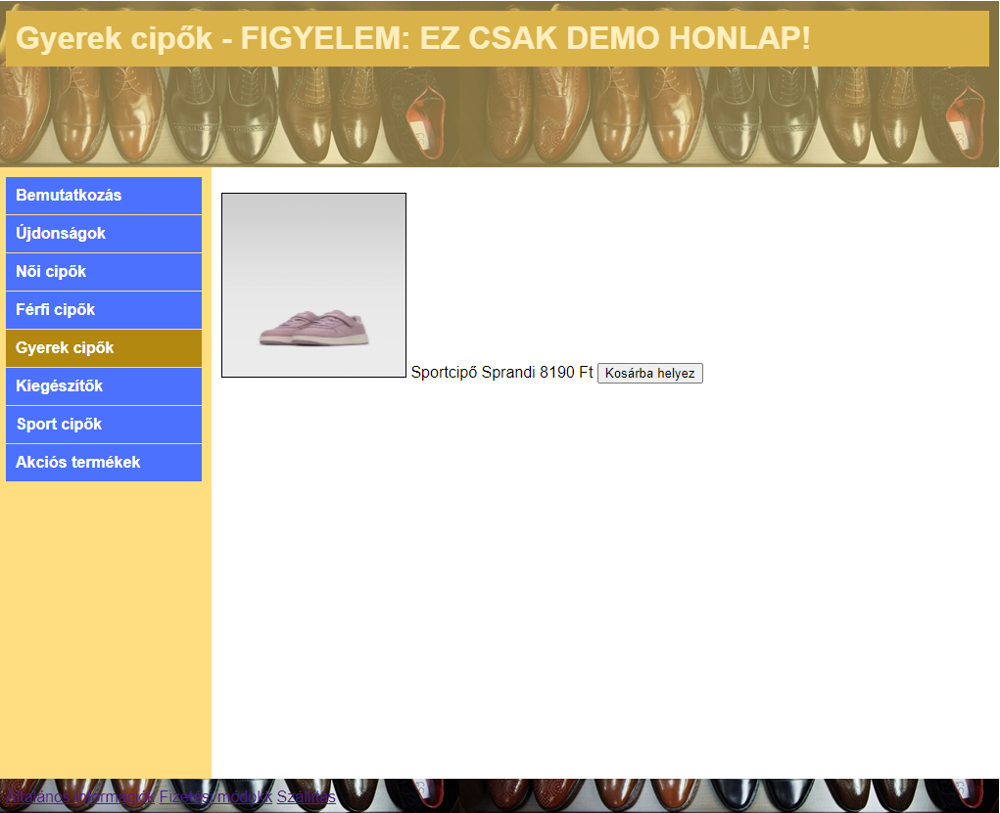 Gyerek cipők - FIGYELEM: EZ CSAK DEMO HONLAP!
Bemutatkozás
Újdonságok
Női cipők
Férfi cipők
Gyerek cipők
Kiegészítők
Sport cipők
Akciós termékek
Sportcipő Sprandi 8190 Ft Kosárba helyez
Általános információk Fizetési módokk Szállítás